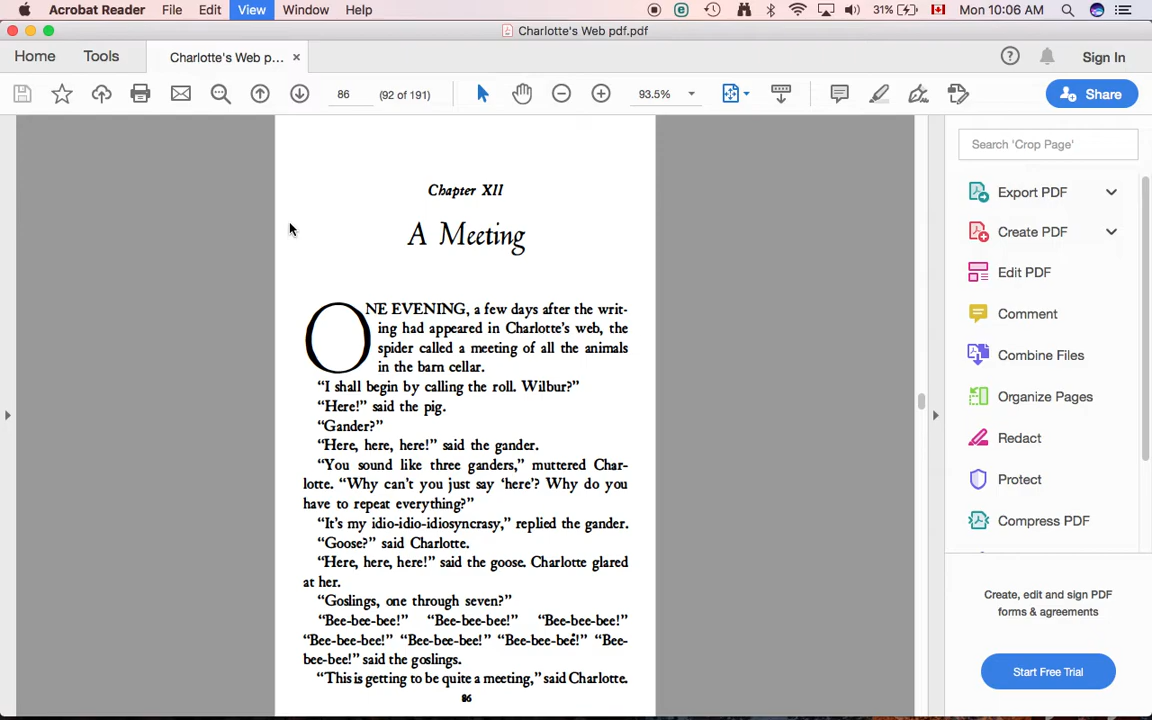 Acrobat Reader File Edit View Window Help 31% Mon 10:06 AM
Charlotte's Web pdf.pdf
Home Tools Charlotte's Web p... × Sign In
86 (92 of 191) 93.5% Share
Chapter XII
A Meeting
ONE EVENING, a few days after the writ-
ing had appeared in Charlotte's web, the
spider called a meeting of all the animals
in the barn cellar.
“I shall begin by calling the roll. Wilbur?”
“Here!” said the pig.
“Gander?”
“Here, here, here!” said the gander.
“You sound like three ganders,” muttered Char-
lotte. “Why can’t you just say ‘here’? Why do you
have to repeat everything?”
“It’s my idio-idio-idiosyncrasy,” replied the gander.
“Goose?” said Charlotte.
“Here, here, here!” said the goose. Charlotte glared
at her.
“Goslings, one through seven?”
“Bee-bee-bee!” “Bee-bee-bee!” “Bee-bee-bee!”
“Bee-bee-bee!” “Bee-bee-bee!” “Bee-bee-bee!” “Bee-
bee-bee!” said the goslings.
“This is getting to be quite a meeting,” said Charlotte.
86
Search 'Crop Page'
Export PDF
Create PDF
Edit PDF
Comment
Combine Files
Organize Pages
Redact
Protect
Compress PDF
Create, edit and sign PDF
forms & agreements
Start Free Trial